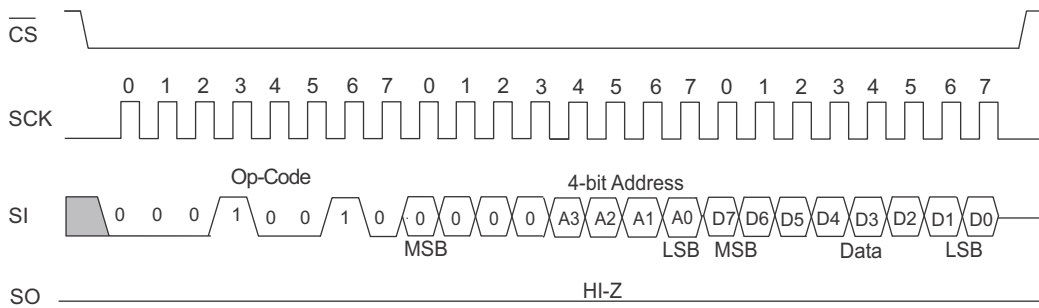 CS
0 1 2 3 4 5 6 7 0 1 2 3 4 5 6 7 0 1 2 3 4 5 6 7
SCK
Op-Code 4-bit Address
SI 0 0 0 1 0 0 1 0 0 0 0 0 A3 A2 A1 A0 D7 D6 D5 D4 D3 D2 D1 D0
MSB LSB MSB Data LSB
HI-Z
SO